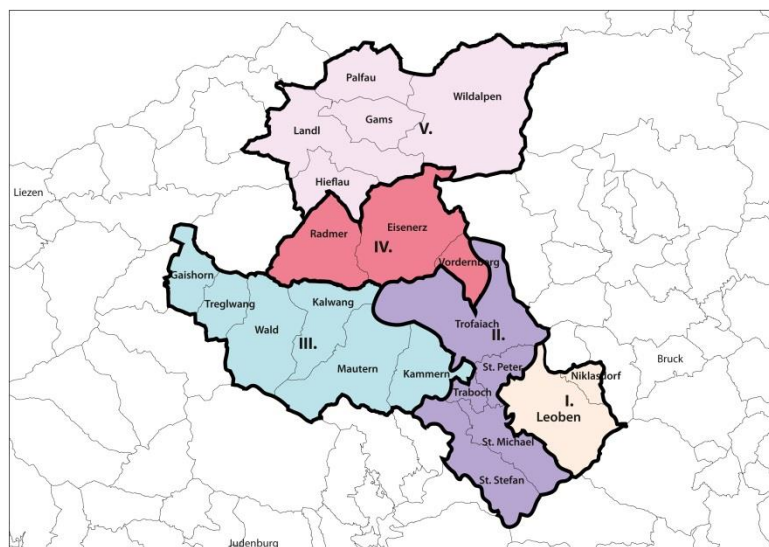 Palfau
Wildalpen
Gams
Landl
V.
Hieflau
Liezen
Eisenerz
Radmer
IV.
Vordernberg
Gaishorn
Treglwang
Kalwang
Trofaiach
Wald
II.
III.
Bruck
Mautern
St. Peter
Kammern
Niklasdorf
Traboch
I.
Leoben
St. Michael
St. Stefan
Judenburg